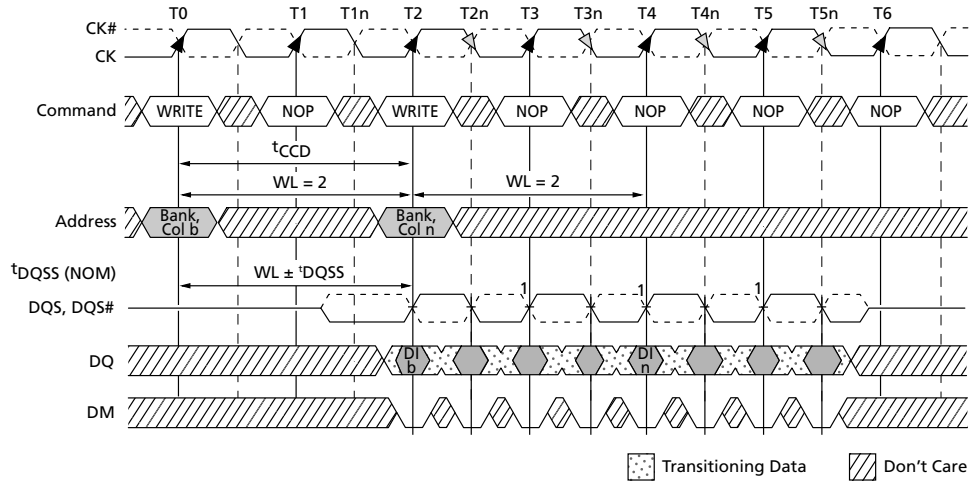 T0 T1 T1n T2 T2n T3 T3n T4 T4n T5 T5n T6
CK#
CK
Command WRITE NOP WRITE NOP NOP NOP NOP
tCCD
WL = 2 WL = 2
Address Bank, Col b Bank, Col n
tDQSS (NOM) WL ± tDQSS
DQS, DQS# 1 1 1
DQ DI b DI n
DM
Transitioning Data Don't Care